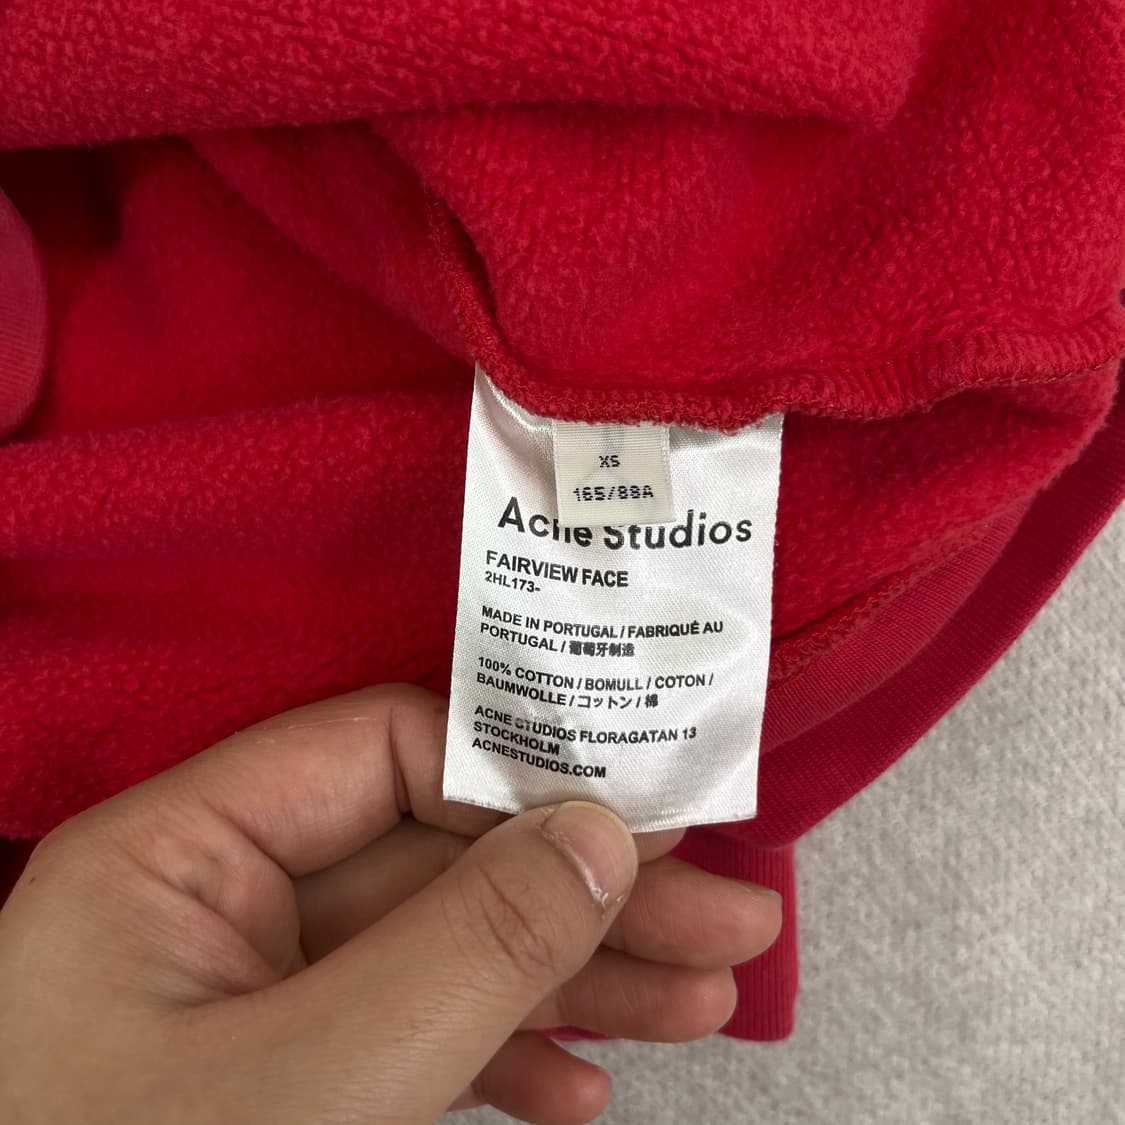 XS
165/88A
Acne Studios
FAIRVIEW FACE
2HL173-
MADE IN PORTUGAL / FABRIQUÉ AU
PORTUGAL / 葡萄牙制造
100% COTTON / BOMULL / COTON /
BAUMWOLLE / コットン / 棉
ACNE STUDIOS FLORAGATAN 13
STOCKHOLM
ACNESTUDIOS.COM